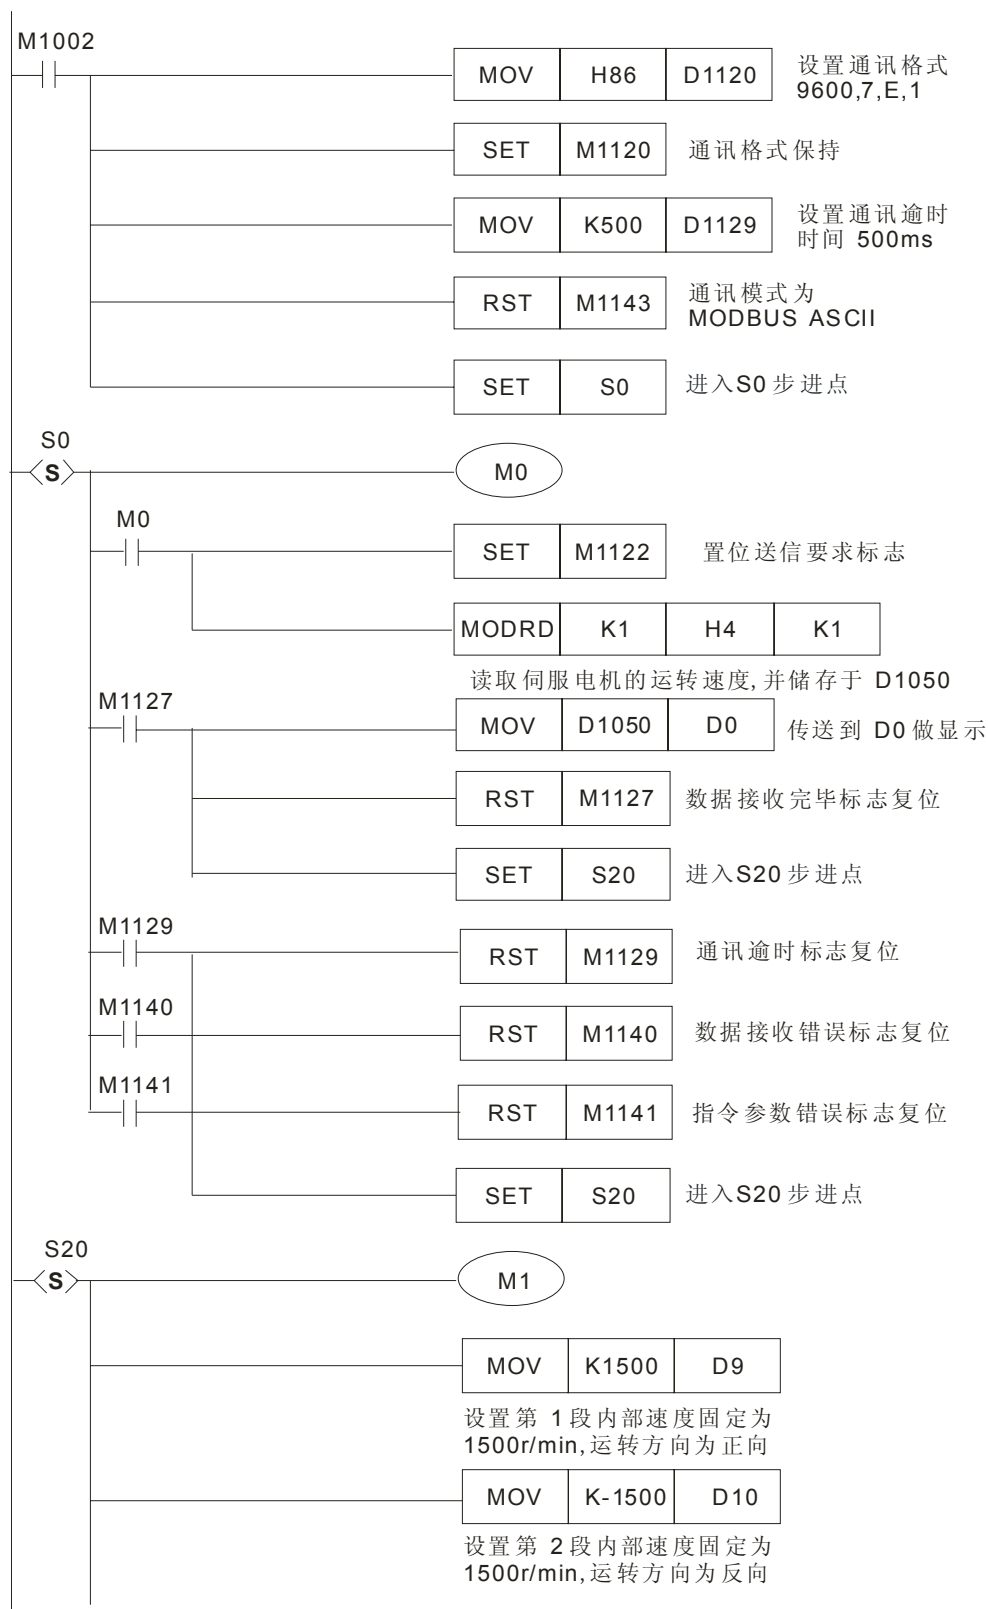 M1002
MOV H86 D1120 设置通讯格式
9600,7,E,1
SET M1120 通讯格式保持
MOV K500 D1129 设置通讯逾时
时间 500ms
RST M1143 通讯模式为
MODBUS ASCII
SET S0 进入S0步进点
S0
S M0
M0
SET M1122 置位送信要求标志
MODRD K1 H4 K1
读取伺服电机的运转速度,并储存于 D1050
M1127
MOV D1050 D0 传送到 D0做显示
RST M1127 数据接收完毕标志复位
SET S20 进入S20步进点
M1129
RST M1129 通讯逾时标志复位
M1140
RST M1140 数据接收错误标志复位
M1141
RST M1141 指令参数错误标志复位
SET S20 进入S20步进点
S20
S M1
MOV K1500 D9
设置第 1段内部速度固定为
1500r/min,运转方向为正向
MOV K-1500 D10
设置第 2段内部速度固定为
1500r/min,运转方向为反向